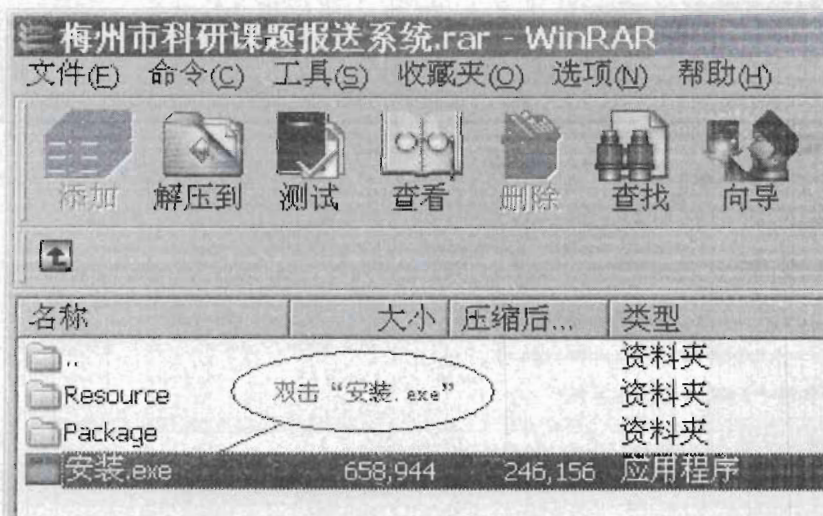 梅州市科研课题报送系统.rar - WinRAR
文件(F) 命令(C) 工具(S) 收藏夹(O) 选项(N) 帮助(H)
添加 解压到 测试 查看 删除 查找 向导
名称 大小 压缩后... 类型
.. 资料夹
Resource 资料夹
双击“安装.exe”
Package 资料夹
安装.exe 658,944 246,156 应用程序